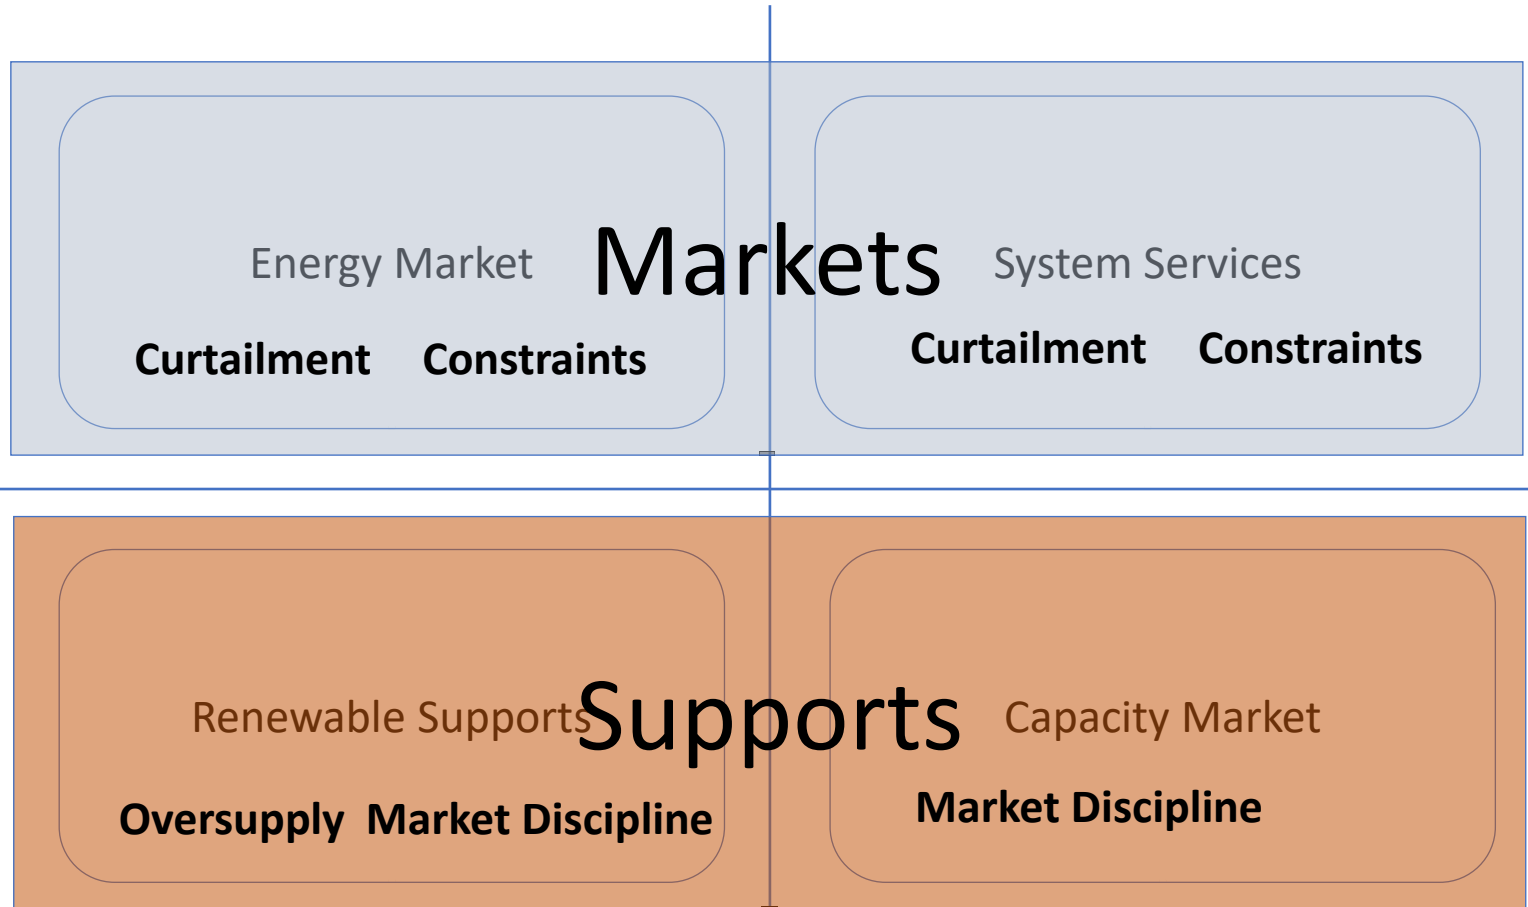 Energy Market
Markets
System Services
Curtailment Constraints
Curtailment Constraints
Renewable Supports
Supports
Capacity Market
Oversupply Market Discipline
Market Discipline